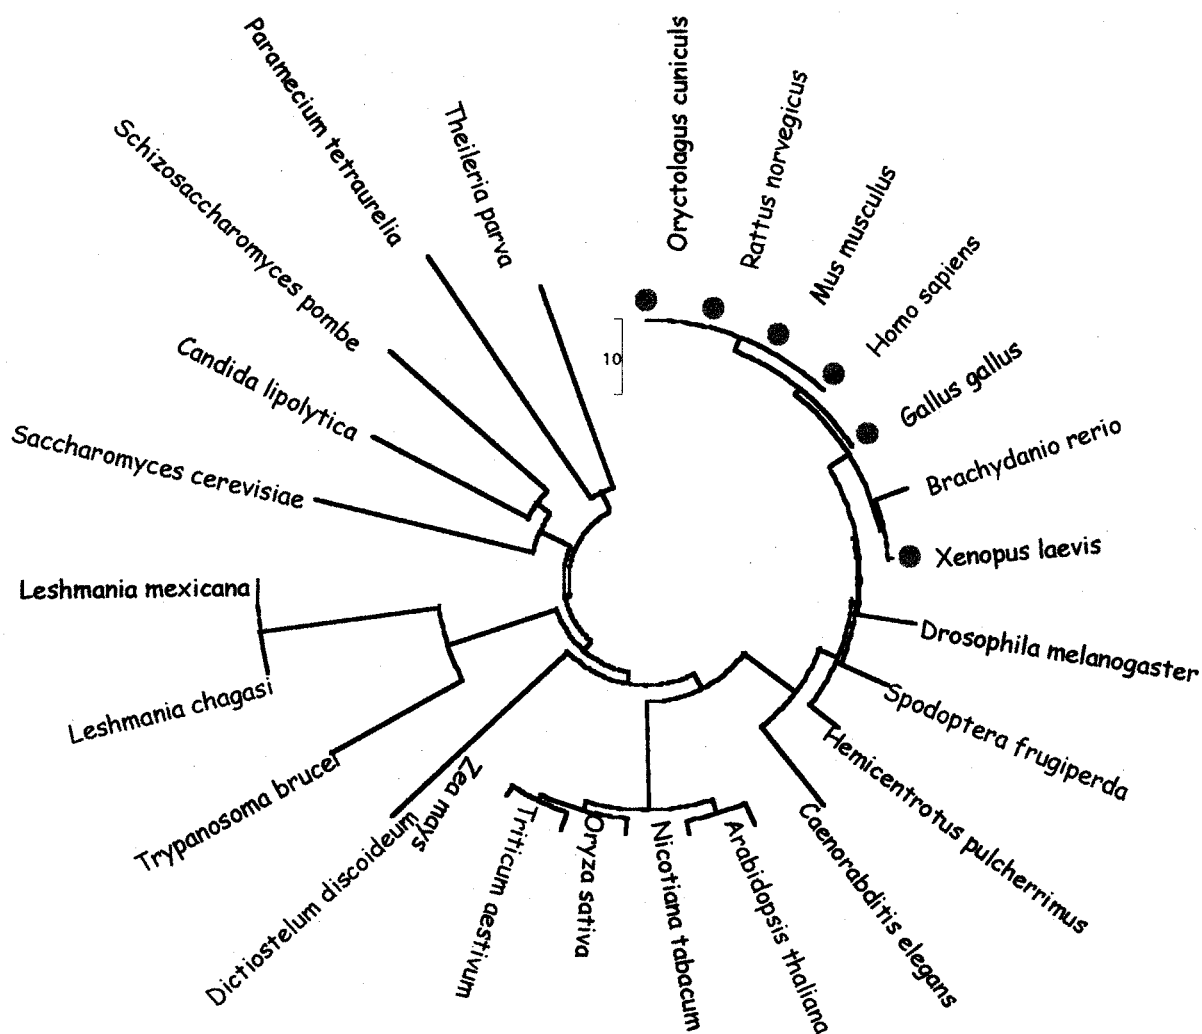 Oryctolagus cuniculs
Rattus norvegicus
Mus musculus
Homo sapiens
Gallus gallus
Brachydanio rerio
Xenopus laevis
Drosophila melanogaster
Spodoptera frugiperda
Hemicentrotus pulcherrimus
Caenorabditis elegans
Arabidopsis thaliana
Nicotiana tabacum
Oryza sativa
Triticum aestivum
Zea mays
Dictiostelum discoideum
Trypanosoma brucei
Leshmania chagasi
Leshmania mexicana
Saccharomyces cerevisiae
Candida lipolytica
Schizosaccharomyces pombe
Paramecium tetraurelia
Theileria parva
10